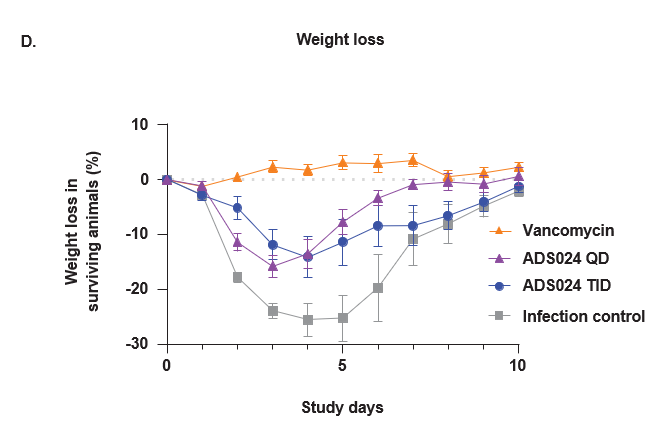 D.
Weight loss
Weight loss in
surviving animals (%)
10
0
-10
-20
-30
0
5
10
Study days
Vancomycin
ADS024 QD
ADS024 TID
Infection control